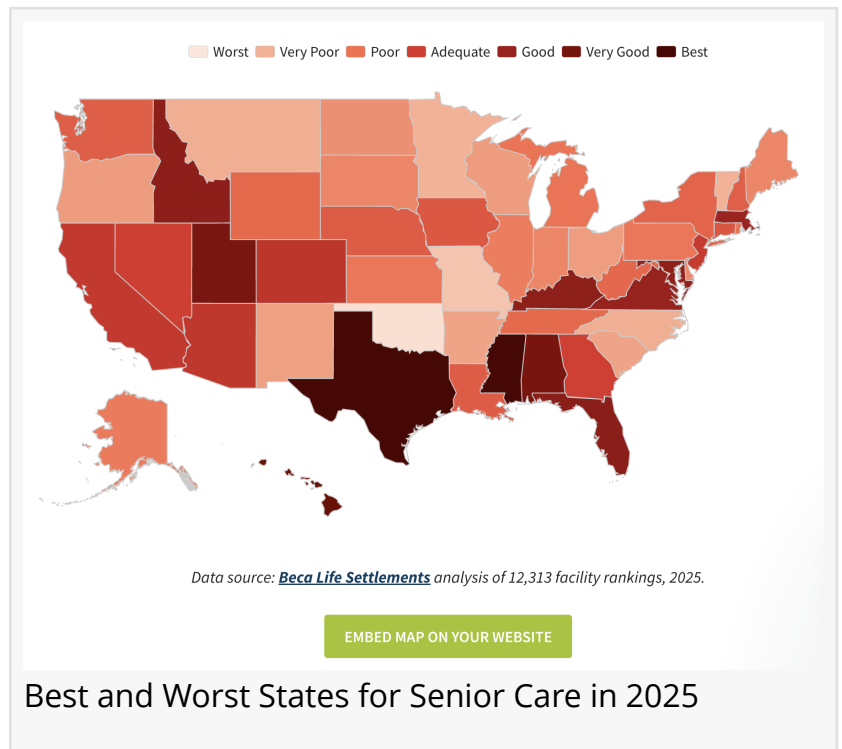 Worst Very Poor Poor Adequate Good Very Good Best
Data source: Beca Life Settlements analysis of 12,313 facility rankings, 2025.
EMBED MAP ON YOUR WEBSITE
Best and Worst States for Senior Care in 2025